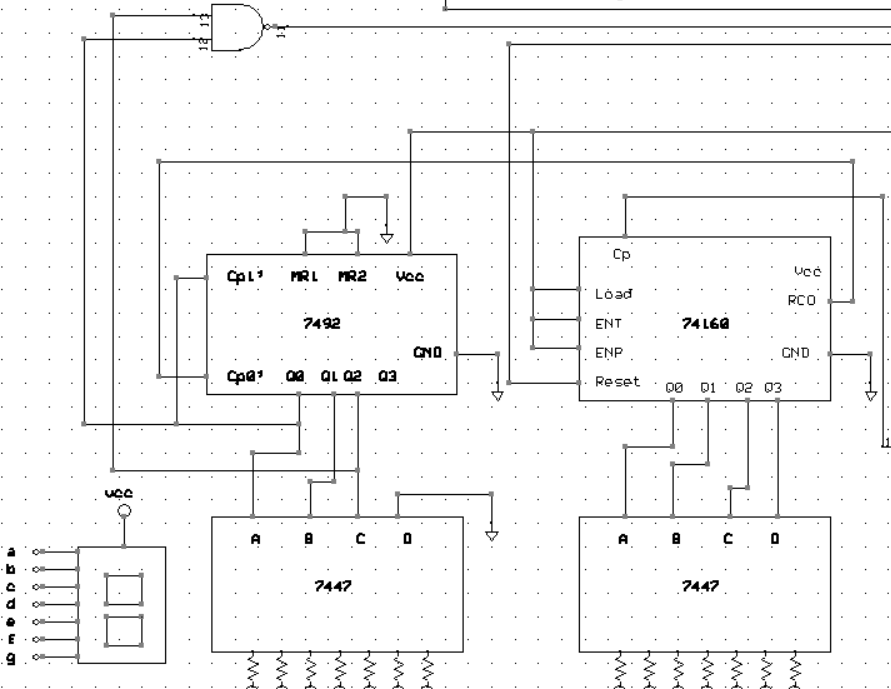 13
12
11
Cp1' MR1 MR2 Vcc
7492
GND
Cp0' Q0 Q1 Q2 Q3
Cp
Vcc
Load
RCO
ENT
74160
ENP
GND
Reset
Q0 Q1 Q2 Q3
vcc
a
b
c
d
e
f
g
A B C D
7447
A B C D
7447